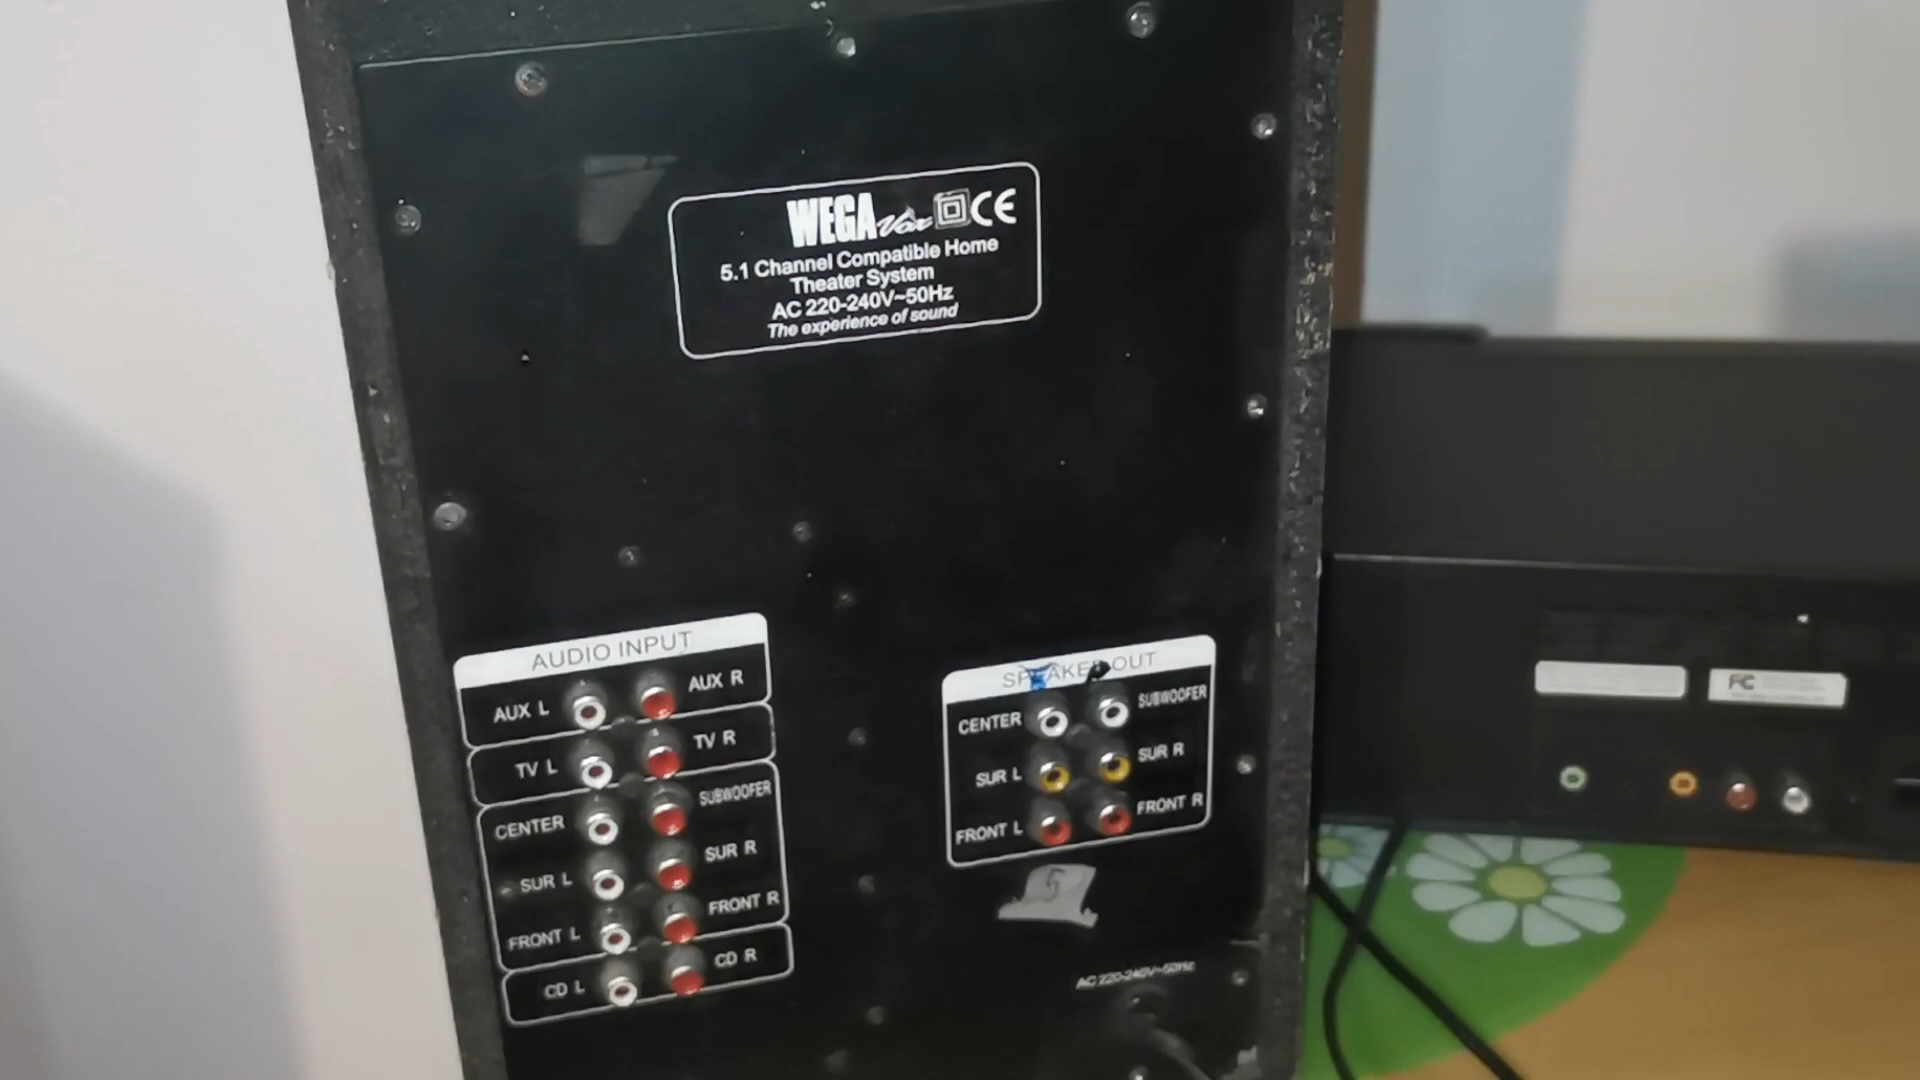 WEGA Vox CE
5.1 Channel Compatible Home
Theater System
AC 220-240V~50Hz
The experience of sound
AUDIO INPUT
AUX L AUX R
TV L TV R
CENTER SUBWOOFER
SUR L SUR R
FRONT L FRONT R
CD L CD R
SPEAKER OUT
CENTER SUBWOOFER
SUR L SUR R
FRONT L FRONT R
5
AC 220-240V~50Hz
FC